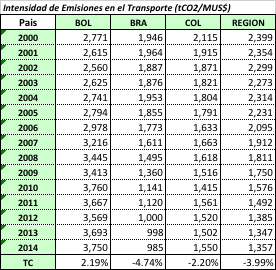 Intensidad de Emisiones en el Transporte (tCO2/MUS$)
Pais BOL BRA COL REGION
2000 2,771 1,946 2,115 2,399
2001 2,615 1,964 1,915 2,354
2002 2,560 1,887 1,871 2,299
2003 2,625 1,876 1,821 2,273
2004 2,741 1,953 1,804 2,314
2005 2,794 1,855 1,791 2,231
2006 2,978 1,773 1,633 2,095
2007 3,216 1,611 1,663 1,912
2008 3,445 1,495 1,618 1,811
2009 3,413 1,360 1,516 1,750
2010 3,760 1,141 1,415 1,576
2011 3,667 1,120 1,561 1,492
2012 3,569 1,000 1,520 1,385
2013 3,693 998 1,502 1,347
2014 3,750 985 1,550 1,357
TC 2.19% -4.74% -2.20% -3.99%